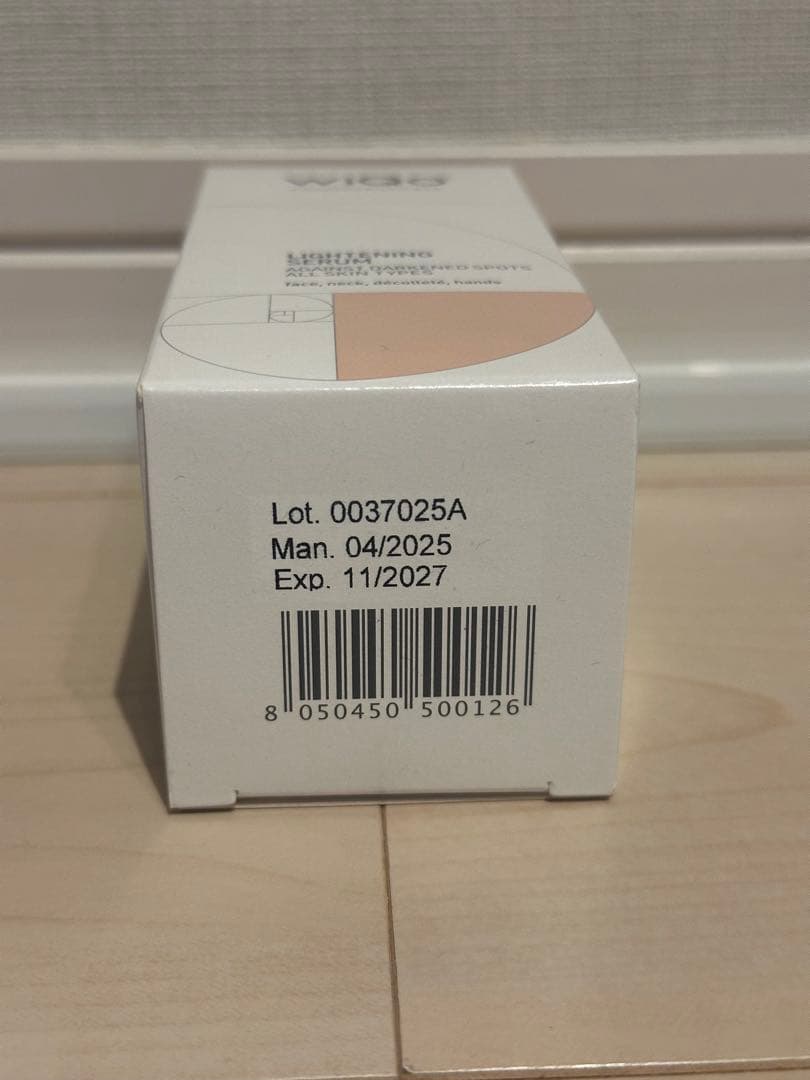 WiQo
LIGHTENING
SERUM
AGAINST DARKENED SPOTS
ALL SKIN TYPES
face, neck, décolleté, hands
Lot. 0037025A
Man. 04/2025
Exp. 11/2027
8 050450 500126